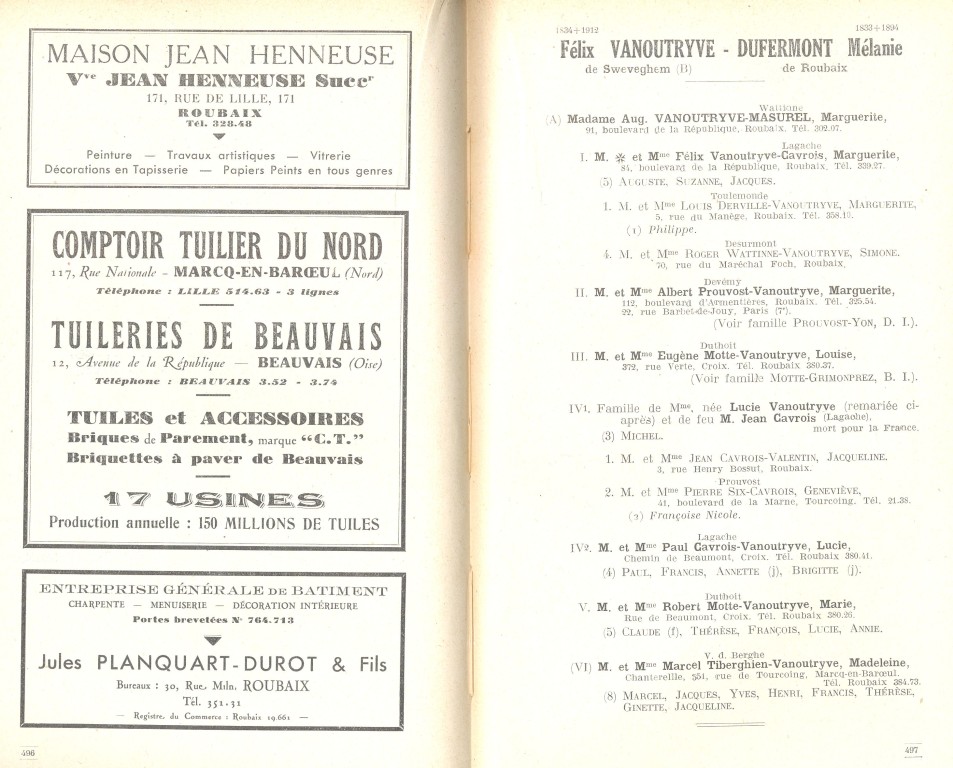 MAISON JEAN HENNEUSE
Vve JEAN HENNEUSE Succr
171, RUE DE LILLE, 171
ROUBAIX
Tél. 328.48
Peinture — Travaux artistiques — Vitrerie
Décorations en Tapisserie — Papiers Peints en tous genres
COMPTOIR TUILIER DU NORD
117, Rue Nationale - MARCQ-EN-BARŒUL (Nord)
Téléphone : LILLE 514.63 - 3 lignes
TUILERIES DE BEAUVAIS
12, Avenue de la République — BEAUVAIS (Oise)
Téléphone : BEAUVAIS 3.52 - 3.74
TUILES et ACCESSOIRES
Briques de Parement, marque “C.T.”
Briquettes à paver de Beauvais
17 USINES
Production annuelle : 150 MILLIONS DE TUILES
ENTREPRISE GÉNÉRALE DE BATIMENT
CHARPENTE — MENUISERIE — DÉCORATION INTÉRIEURE
Portes brevetées No 764.713
Jules PLANQUART-DUROT & Fils
Bureaux : 30, Rue Miln, ROUBAIX
Tél. 351.31
— Registre du Commerce : Roubaix 19.661 —
496
1834+1912 1833+1894
Félix VANOUTRYVE - DUFERMONT Mélanie
de Sweveghem (B) de Roubaix
Wattinne
(A) Madame Aug. VANOUTRYVE-MASUREL, Marguerite,
91, boulevard de la République, Roubaix. Tél. 302.07.
Lagache
I. M. ✻ et Mme Félix Vanoutryve-Cavrois, Marguerite,
84, boulevard de la République, Roubaix. Tél. 339.27.
(5) AUGUSTE, SUZANNE, JACQUES.
Toulemonde
1. M. et Mme LOUIS DERVILLE-VANOUTRYVE, MARGUERITE,
5, rue du Manège, Roubaix. Tél. 358.10.
(1) Philippe.
Desurmont
4. M. et Mme ROGER WATTINNE-VANOUTRYVE, SIMONE.
70, rue du Maréchal Foch, Roubaix.
Devémy
II. M. et Mme Albert Prouvost-Vanoutryve, Marguerite,
112, boulevard d'Armentières, Roubaix. Tél. 325.54.
22, rue Barbet-de-Jouy, Paris (7e).
(Voir famille PROUVOST-YON, D. I.).
Duthoit
III. M. et Mme Eugène Motte-Vanoutryve, Louise,
372, rue Verte, Croix. Tél. Roubaix 380.37.
(Voir famille MOTTE-GRIMONPREZ, B. I.).
IV1. Famille de Mme, née Lucie Vanoutryve (remariée ci-
après) et de feu M. Jean Cavrois (Lagache),
mort pour la France.
(3) MICHEL.
1. M. et Mme JEAN CAVROIS-VALENTIN, JACQUELINE.
3, rue Henry Bossut, Roubaix.
Prouvost
2. M. et Mme PIERRE SIX-CAVROIS, GENEVIÈVE,
41, boulevard de la Marne, Tourcoing. Tél. 21.38.
(2) Françoise Nicole.
Lagache
IV2. M. et Mme Paul Cavrois-Vanoutryve, Lucie,
Chemin de Beaumont, Croix. Tél. Roubaix 380.41.
(4) PAUL, FRANCIS, ANNETTE (j), BRIGITTE (j).
Duthoit
V. M. et Mme Robert Motte-Vanoutryve, Marie,
Rue de Beaumont, Croix. Tél. Roubaix 380.26.
(5) CLAUDE (f), THÉRÈSE, FRANÇOIS, LUCIE, ANNIE.
V. d. Berghe
(VI) M. et Mme Marcel Tiberghien-Vanoutryve, Madeleine,
Chantereille, 551, rue de Tourcoing, Marcq-en-Barœul.
Tél. Roubaix 384.73.
(8) MARCEL, JACQUES, YVES, HENRI, FRANCIS, THÉRÈSE,
GINETTE, JACQUELINE.
497